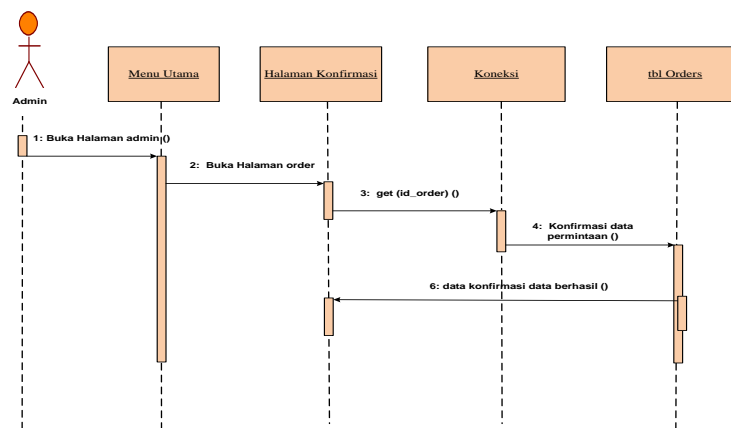 Menu Utama
Halaman Konfirmasi
Koneksi
tbl Orders
Admin
1: Buka Halaman admin ()
2:  Buka Halaman order
3:  get (id_order) ()
4:  Konfirmasi data
permintaan ()
6: data konfirmasi data berhasil ()